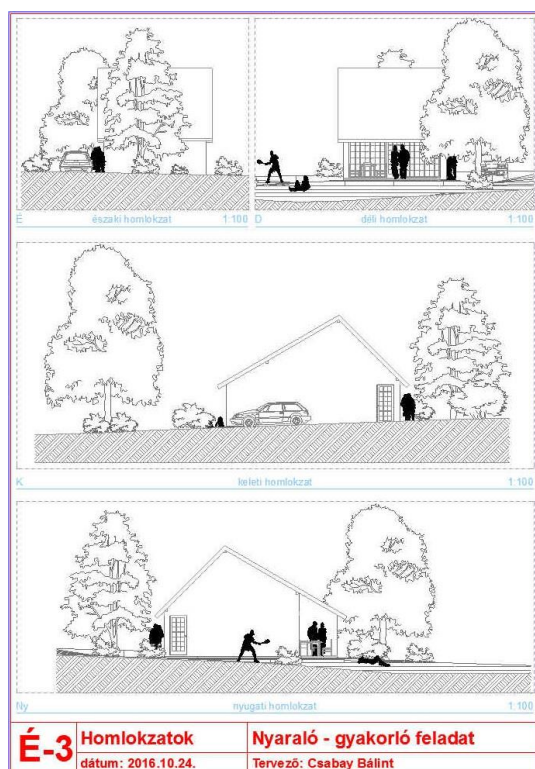 É északi homlokzat 1:100
D déli homlokzat 1:100
K keleti homlokzat 1:100
Ny nyugati homlokzat 1:100
É-3
Homlokzatok
dátum: 2016.10.24.
Nyaraló - gyakorló feladat
Tervező: Csabay Bálint